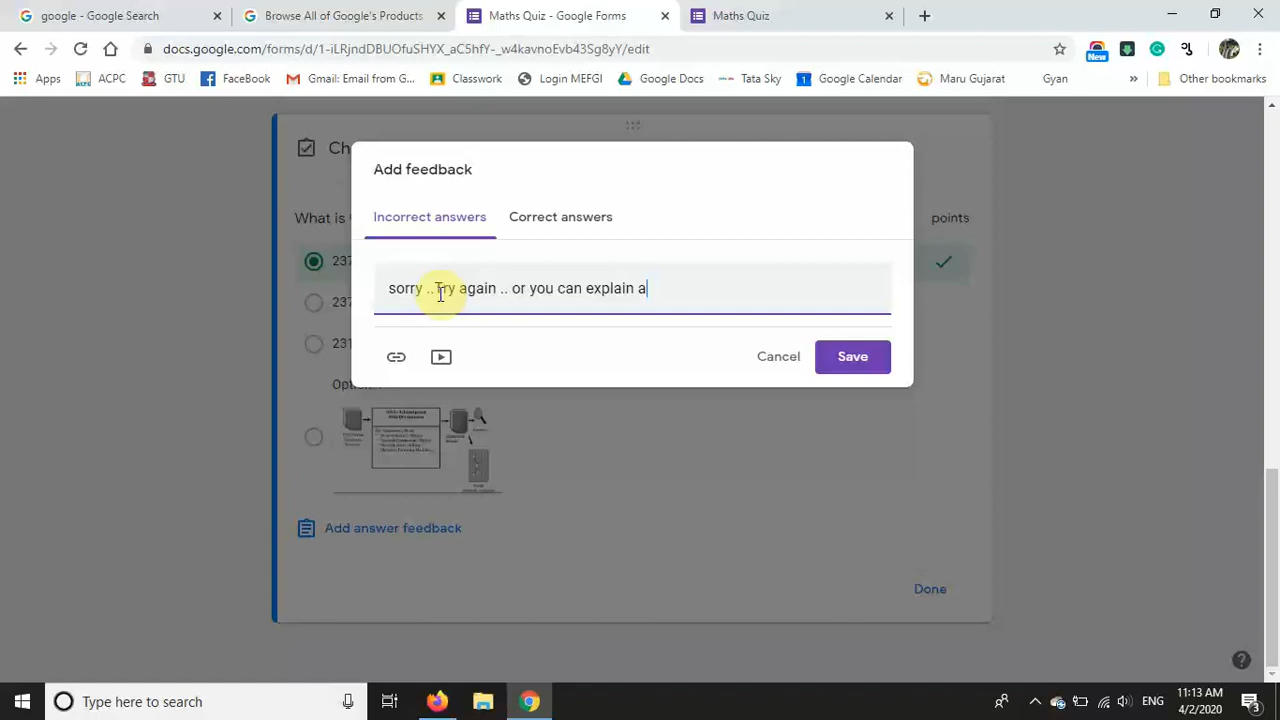 google - Google Search
Browse All of Google's Products
Maths Quiz - Google Forms
Maths Quiz
docs.google.com/forms/d/1-iLRjndDBUOfuSHYX_aC5hfY-_w4kavnoEvb43Sg8yY/edit
New
Apps
ACPC
GTU
FaceBook
Gmail: Email from G...
Classwork
Login MEFGI
Google Docs
Tata Sky
Google Calendar
Maru Gujarat
Gyan
»
Other bookmarks
Ch
Add feedback
What is
Incorrect answers
Correct answers
points
237
sorry ..Try again .. or you can explain a
237
231
Cancel
Save
Add answer feedback
Done
Type here to search
ENG
11:13 AM
4/2/2020
3